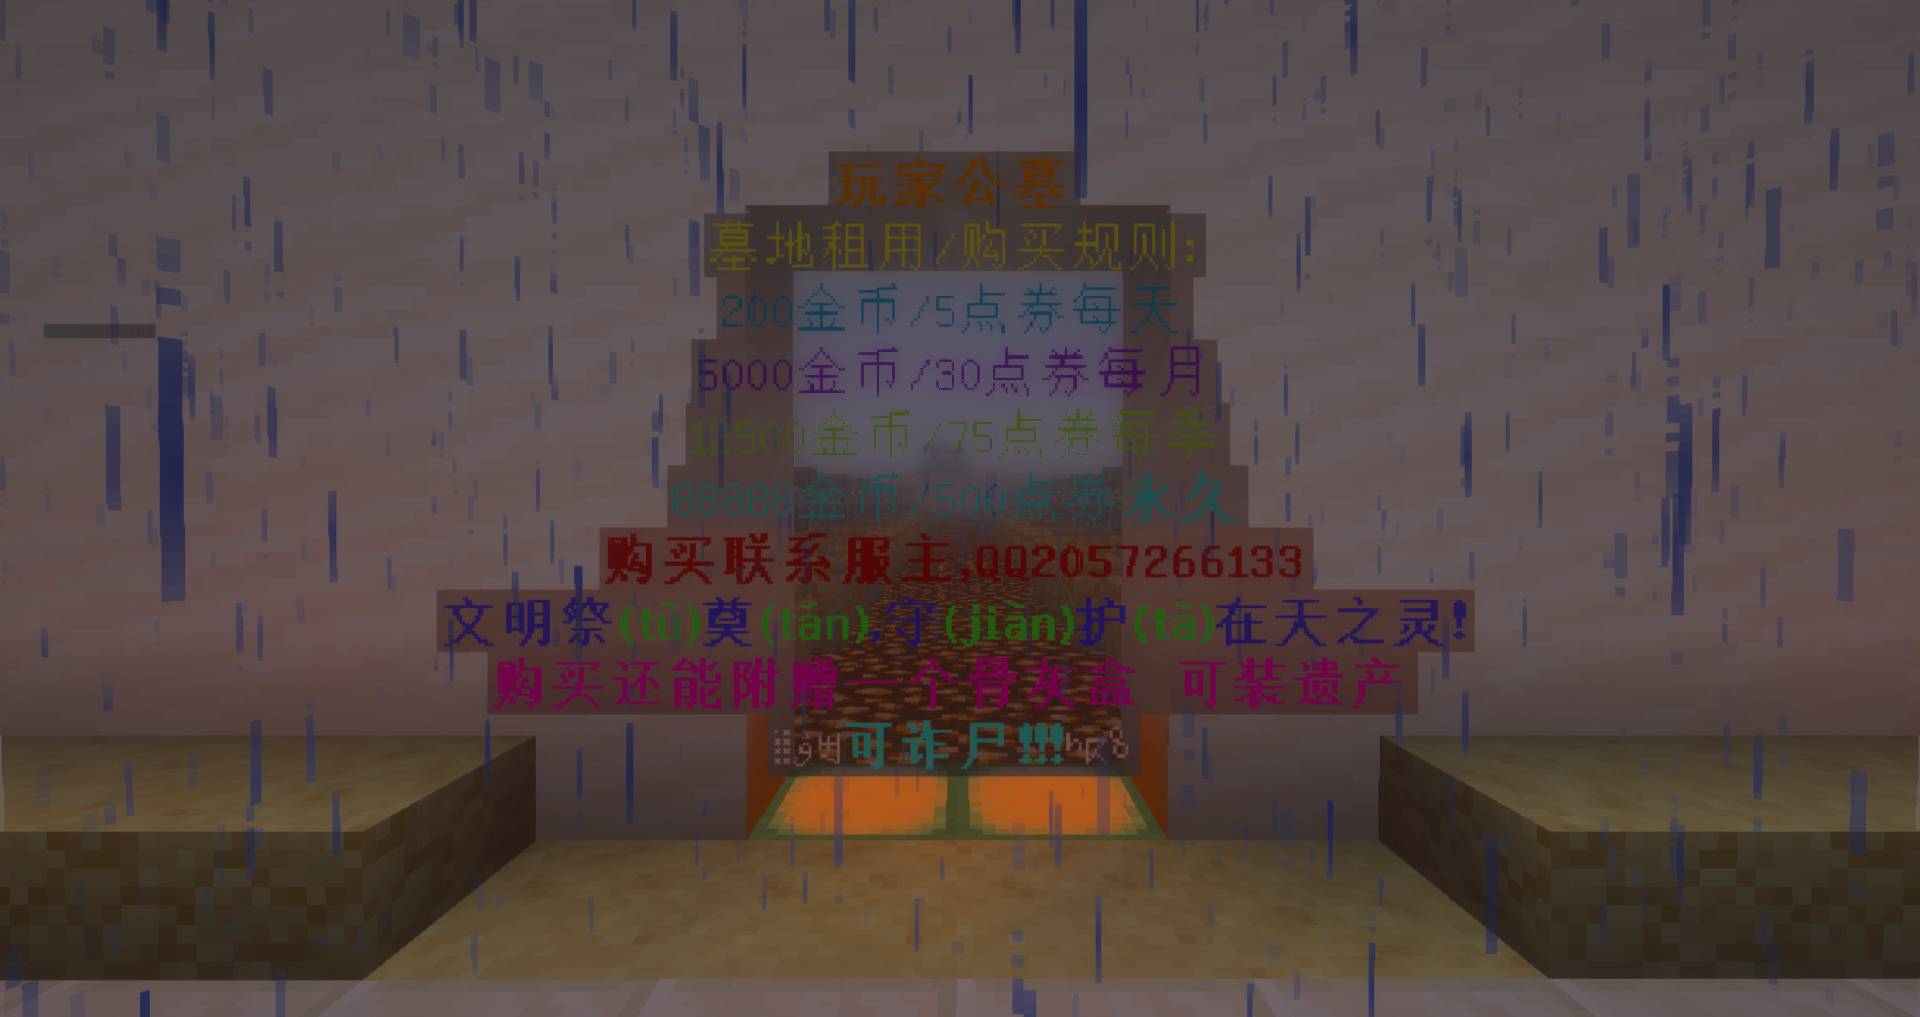 玩家公墓
墓地租用/购买规则:
200金币/5点券每天
5000金币/30点券每月
12500金币/75点券每季
88888金币/500点券永久
购买联系服主,QQ2057266133
文明祭(tǔ)奠(tán),守(jiàn)护(tà)在天之灵!
购买还能附赠一个骨灰盒 可装遗产
可诈尸!!!